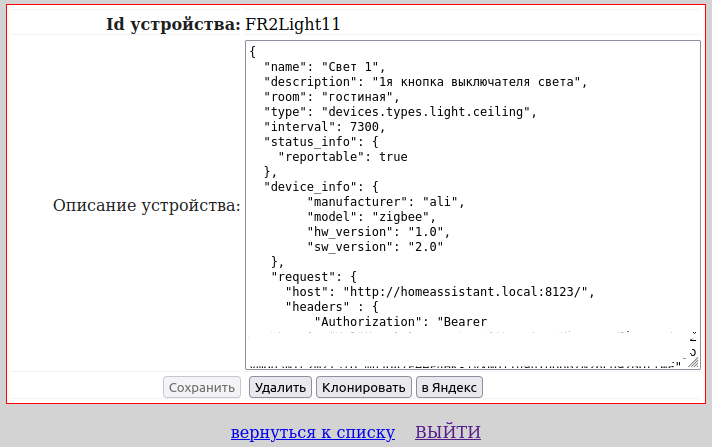 Id устройства: FR2Light11
Описание устройства:
{
"name": "Свет 1",
"description": "1я кнопка выключателя света",
"room": "гостиная",
"type": "devices.types.light.ceiling",
"interval": 7300,
"status_info": {
"reportable": true
},
"device_info": {
"manufacturer": "ali",
"model": "zigbee",
"hw_version": "1.0",
"sw_version": "2.0"
},
"request": {
"host": "http://homeassistant.local:8123/",
"headers" : {
"Authorization": "Bearer
Сохранить Удалить Клонировать в Яндекс
вернуться к списку ВЫЙТИ